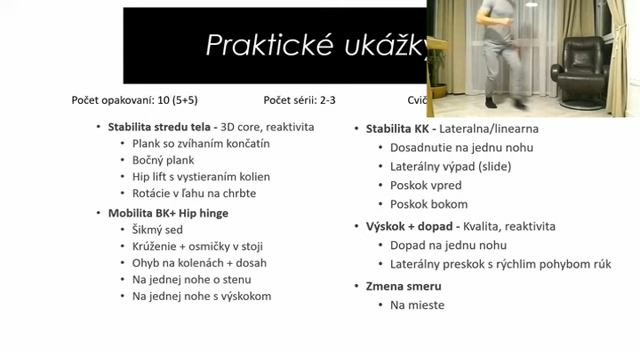 Praktické ukážky
Počet opakovaní: 10 (5+5)
Počet sérii: 2-3
Cvič
Stabilita stredu tela - 3D core, reaktivita
Plank so zvíhaním končatín
Bočný plank
Hip lift s vystieraním kolien
Rotácie v ľahu na chrbte
Mobilita BK+ Hip hinge
Šikmý sed
Krúženie + osmičky v stoji
Ohyb na kolenách + dosah
Na jednej nohe o stenu
Na jednej nohe s výskokom
Stabilita KK - Lateralna/linearna
Dosadnutie na jednu nohu
Laterálny výpad (slide)
Poskok vpred
Poskok bokom
Výskok + dopad - Kvalita, reaktivita
Dopad na jednu nohu
Laterálny preskok s rýchlim pohybom rúk
Zmena smeru
Na mieste